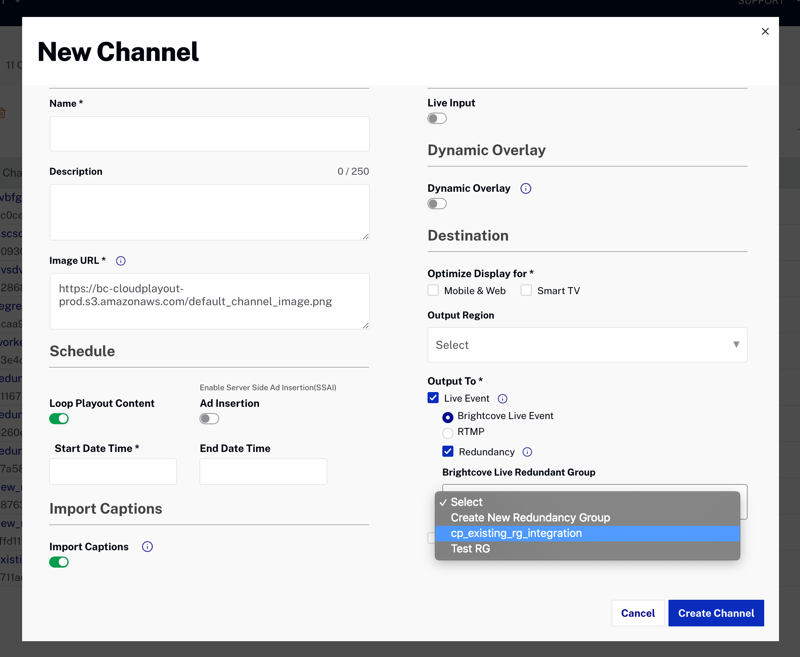 SUPPORT
New Channel
Name *
Description 0 / 250
Image URL *
https://bc-cloudplayout-
prod.s3.amazonaws.com/default_channel_image.png
Schedule
Enable Server Side Ad Insertion(SSAI)
Loop Playout Content
Ad Insertion
Start Date Time *
End Date Time
Import Captions
Import Captions
Live Input
Dynamic Overlay
Dynamic Overlay
Destination
Optimize Display for *
Mobile & Web
Smart TV
Output Region
Select
Output To *
Live Event
Brightcove Live Event
RTMP
Redundancy
Brightcove Live Redundant Group
✓ Select
Create New Redundancy Group
cp_existing_rg_integration
Test RG
Cancel
Create Channel